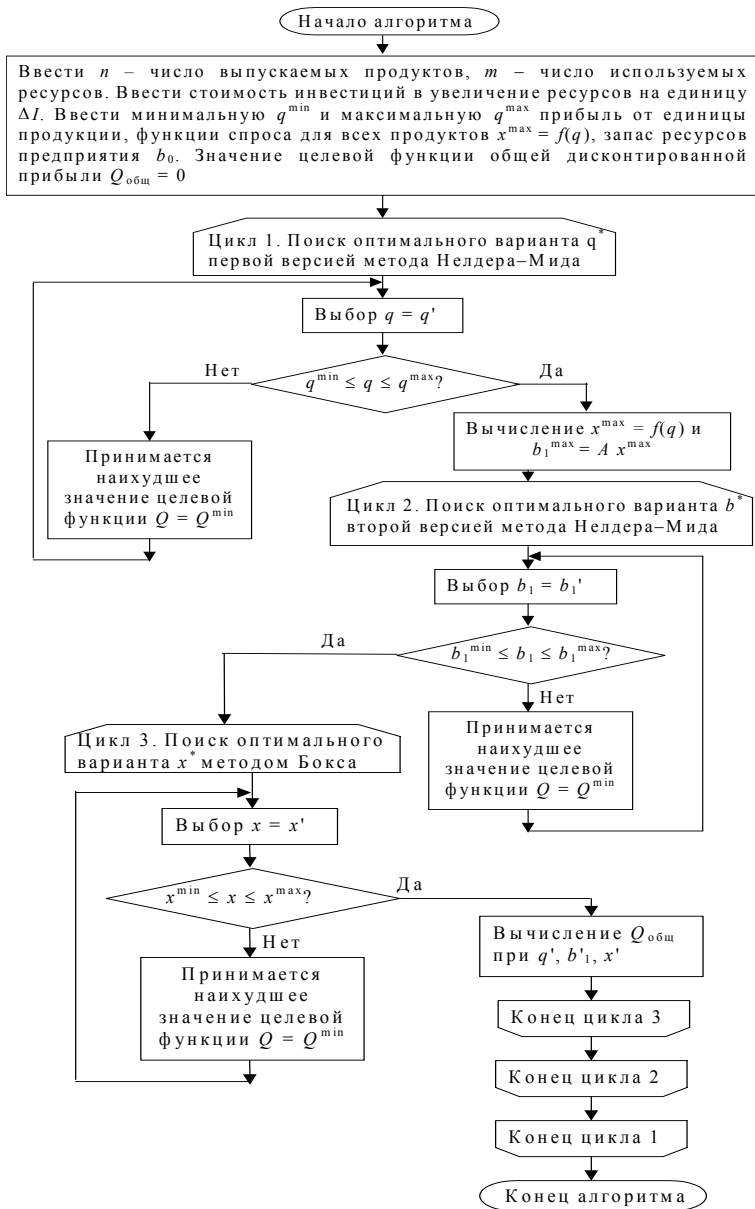 Начало алгоритма
Ввести n – число выпускаемых продуктов, m – число используемых
ресурсов. Ввести стоимость инвестиций в увеличение ресурсов на единицу
ΔI. Ввести минимальную q^min и максимальную q^max прибыль от единицы
продукции, функции спроса для всех продуктов x^max = f(q), запас ресурсов
предприятия b₀. Значение целевой функции общей дисконтированной
прибыли Q_общ = 0
Цикл 1. Поиск оптимального варианта q*
первой версией метода Нелдера–Мида
Выбор q = q'
Нет
q^min ≤ q ≤ q^max?
Да
Принимается
наихудшее
значение целевой
функции Q = Q^min
Вычисление x^max = f(q) и
b₁^max = A x^max
Цикл 2. Поиск оптимального варианта b*
второй версией метода Нелдера–Мида
Выбор b₁ = b₁'
Да
b₁^min ≤ b₁ ≤ b₁^max?
Нет
Принимается
наихудшее
значение целевой
функции Q = Q^min
Цикл 3. Поиск оптимального
варианта x* методом Бокса
Выбор x = x'
x^min ≤ x ≤ x^max?
Да
Нет
Принимается
наихудшее
значение целевой
функции Q = Q^min
Вычисление Q_общ
при q', b'₁, x'
Конец цикла 3
Конец цикла 2
Конец цикла 1
Конец алгоритма